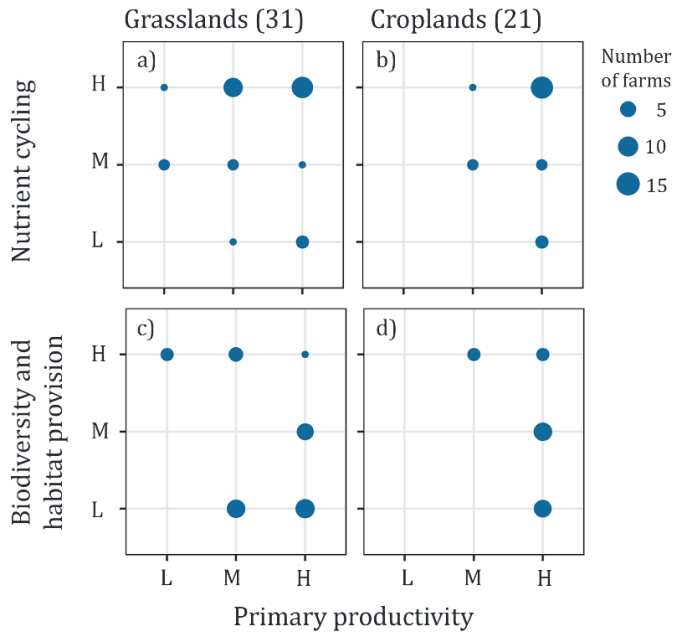 Grasslands (31)
Croplands (21)
Number
of farms
5
10
15
Nutrient cycling
a)
H
M
L
b)
Biodiversity and
habitat provision
c)
H
M
L
d)
L M H
L M H
Primary productivity